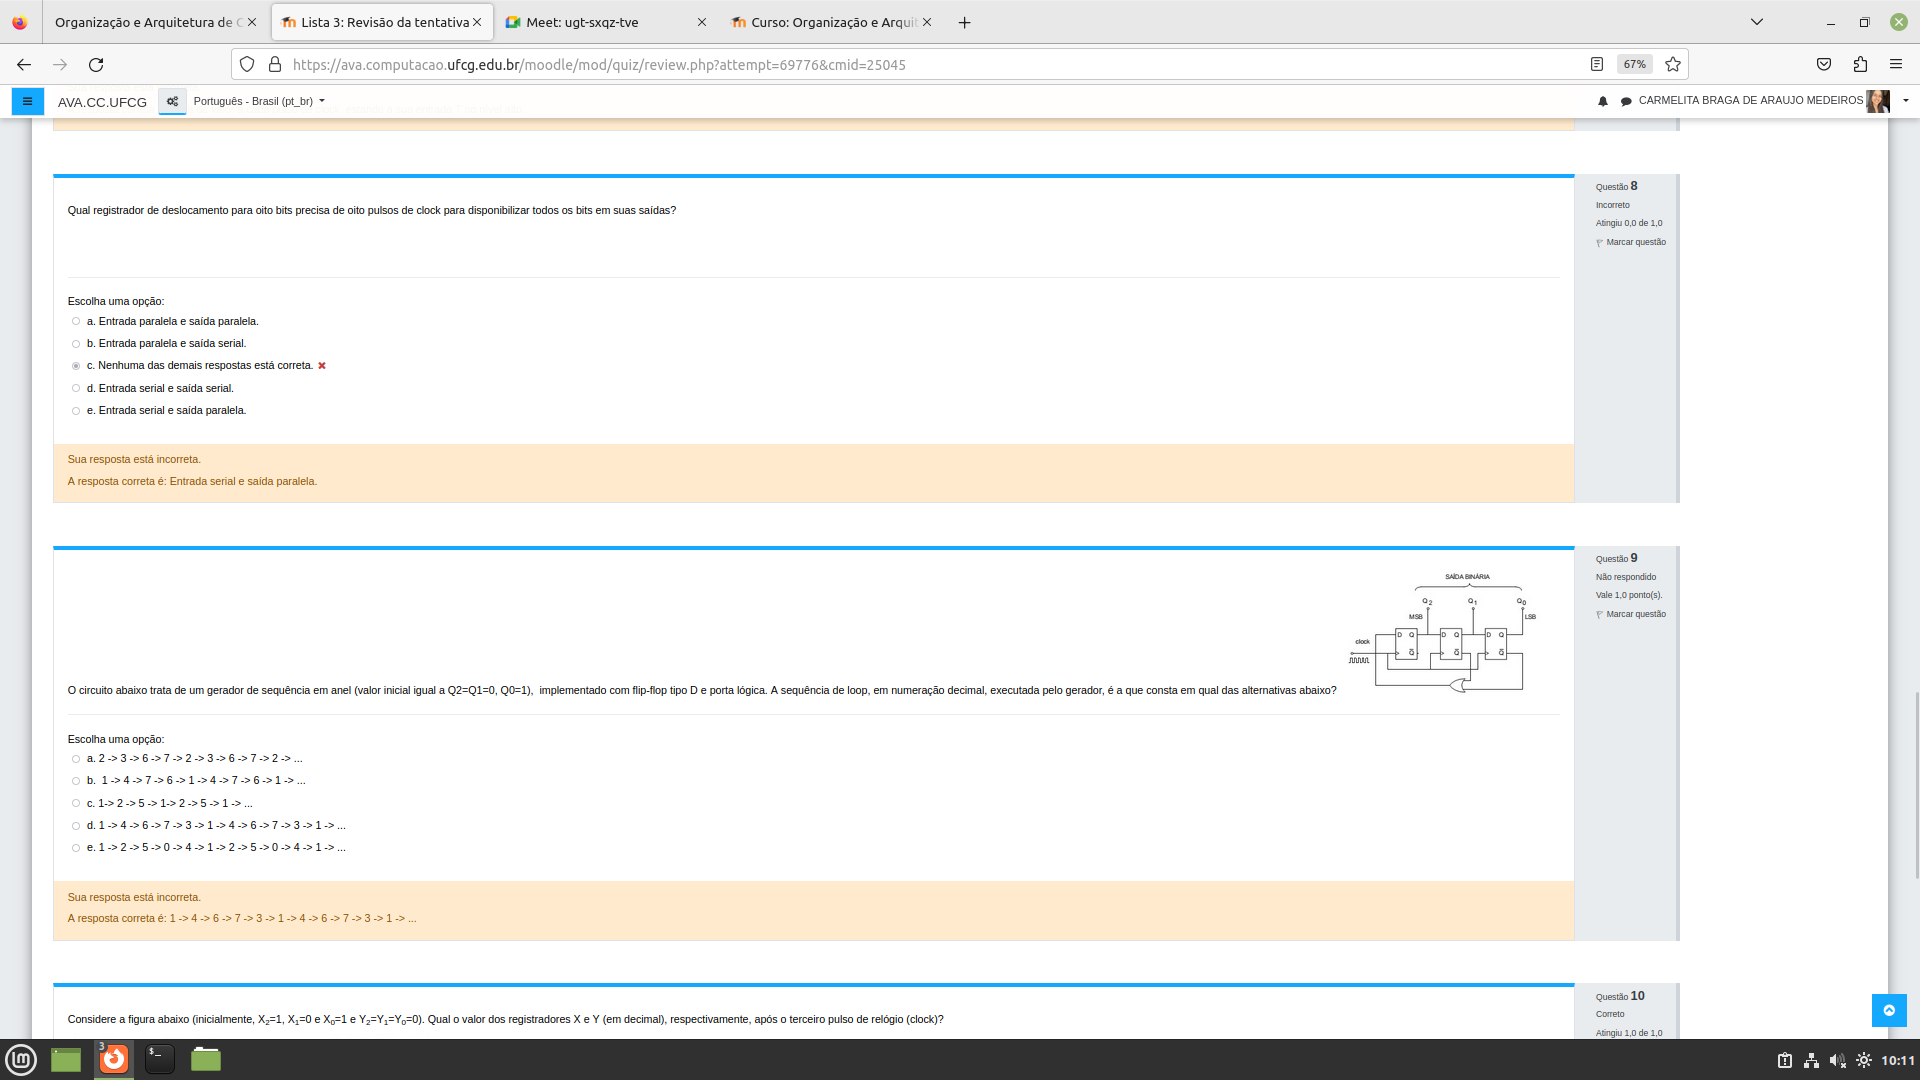 Organização e Arquitetura de C
Lista 3: Revisão da tentativa
Meet: ugt-sxqz-tve
Curso: Organização e Arquit
https://ava.computacao.ufcg.edu.br/moodle/mod/quiz/review.php?attempt=69776&cmid=25045
67%
AVA.CC.UFCG
Português - Brasil (pt_br)
CARMELITA BRAGA DE ARAUJO MEDEIROS
Qual registrador de deslocamento para oito bits precisa de oito pulsos de clock para disponibilizar todos os bits em suas saídas?
Questão 8
Incorreto
Atingiu 0,0 de 1,0
Marcar questão
Escolha uma opção:
a. Entrada paralela e saída paralela.
b. Entrada paralela e saída serial.
c. Nenhuma das demais respostas está correta.
d. Entrada serial e saída serial.
e. Entrada serial e saída paralela.
Sua resposta está incorreta.
A resposta correta é: Entrada serial e saída paralela.
Questão 9
Não respondido
Vale 1,0 ponto(s).
Marcar questão
SAÍDA BINÁRIA
Q2 Q1 Q0
MSB LSB
clock
D Q D Q D Q
Q Q Q
O circuito abaixo trata de um gerador de sequência em anel (valor inicial igual a Q2=Q1=0, Q0=1), implementado com flip-flop tipo D e porta lógica. A sequência de loop, em numeração decimal, executada pelo gerador, é a que consta em qual das alternativas abaixo?
Escolha uma opção:
a. 2 -> 3 -> 6 -> 7 -> 2 -> 3 -> 6 -> 7 -> 2 -> ...
b. 1 -> 4 -> 7 -> 6 -> 1 -> 4 -> 7 -> 6 -> 1 -> ...
c. 1-> 2 -> 5 -> 1-> 2 -> 5 -> 1 -> ...
d. 1 -> 4 -> 6 -> 7 -> 3 -> 1 -> 4 -> 6 -> 7 -> 3 -> 1 -> ...
e. 1 -> 2 -> 5 -> 0 -> 4 -> 1 -> 2 -> 5 -> 0 -> 4 -> 1 -> ...
Sua resposta está incorreta.
A resposta correta é: 1 -> 4 -> 6 -> 7 -> 3 -> 1 -> 4 -> 6 -> 7 -> 3 -> 1 -> ...
Considere a figura abaixo (inicialmente, X2=1, X1=0 e X0=1 e Y2=Y1=Y0=0). Qual o valor dos registradores X e Y (em decimal), respectivamente, após o terceiro pulso de relógio (clock)?
Questão 10
Correto
Atingiu 1,0 de 1,0
3
$_
10:11